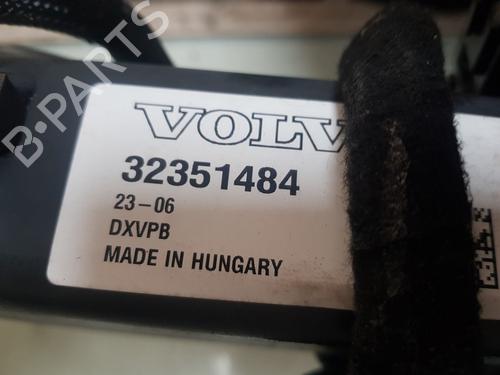 B-PARTS
VOLV
32351484
23-06
DXVPB
MADE IN HUNGARY